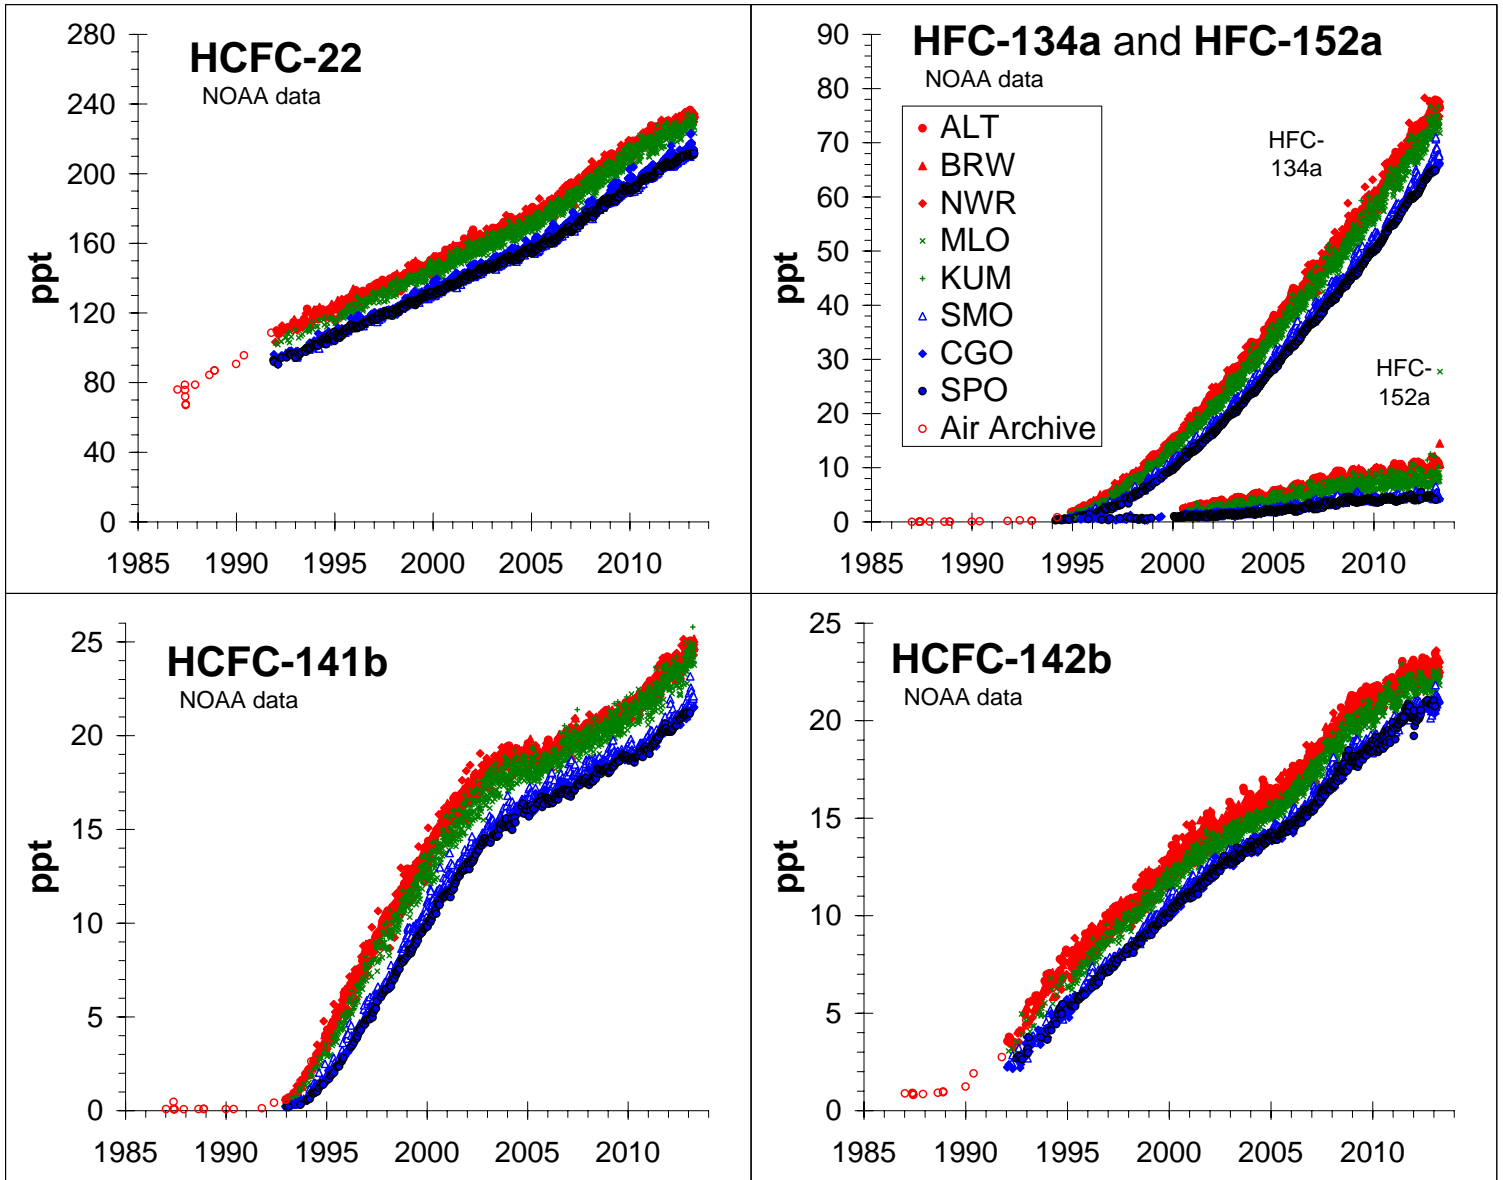 HCFC-22
NOAA data
280
240
200
160
120
80
40
0
ppt
1985 1990 1995 2000 2005 2010
HFC-134a and HFC-152a
NOAA data
90
80
70
60
50
40
30
20
10
0
ppt
ALT
BRW
NWR
MLO
KUM
SMO
CGO
SPO
Air Archive
HFC-
134a
HFC-
152a
1985 1990 1995 2000 2005 2010
HCFC-141b
NOAA data
25
20
15
10
5
0
ppt
1985 1990 1995 2000 2005 2010
HCFC-142b
NOAA data
25
20
15
10
5
0
ppt
1985 1990 1995 2000 2005 2010